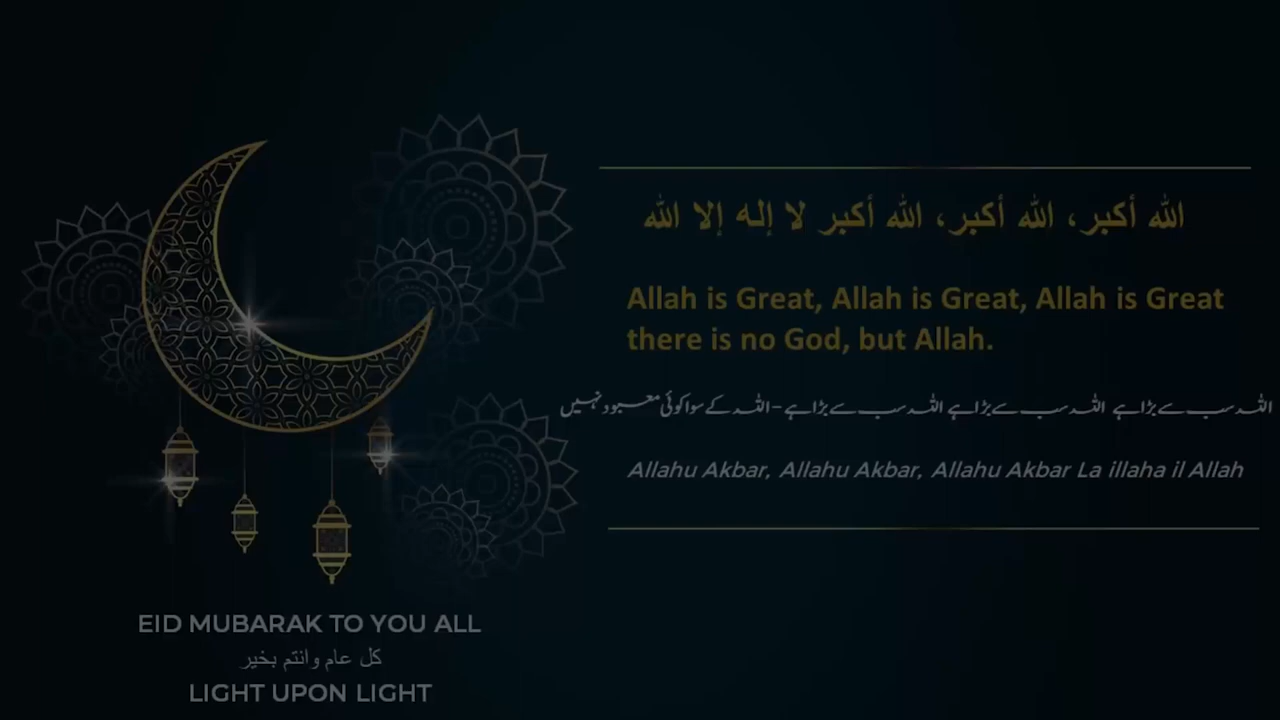 الله أكبر، الله أكبر، الله أكبر لا إله إلا الله
Allah is Great, Allah is Great, Allah is Great
there is no God, but Allah.
اللہ سب سے بڑا ہے اللہ سب سے بڑا ہے اللہ سب سے بڑا ہے - اللہ کے سوا کوئی معبود نہیں
Allahu Akbar, Allahu Akbar, Allahu Akbar La illaha il Allah
EID MUBARAK TO YOU ALL
كل عام وانتم بخير
LIGHT UPON LIGHT